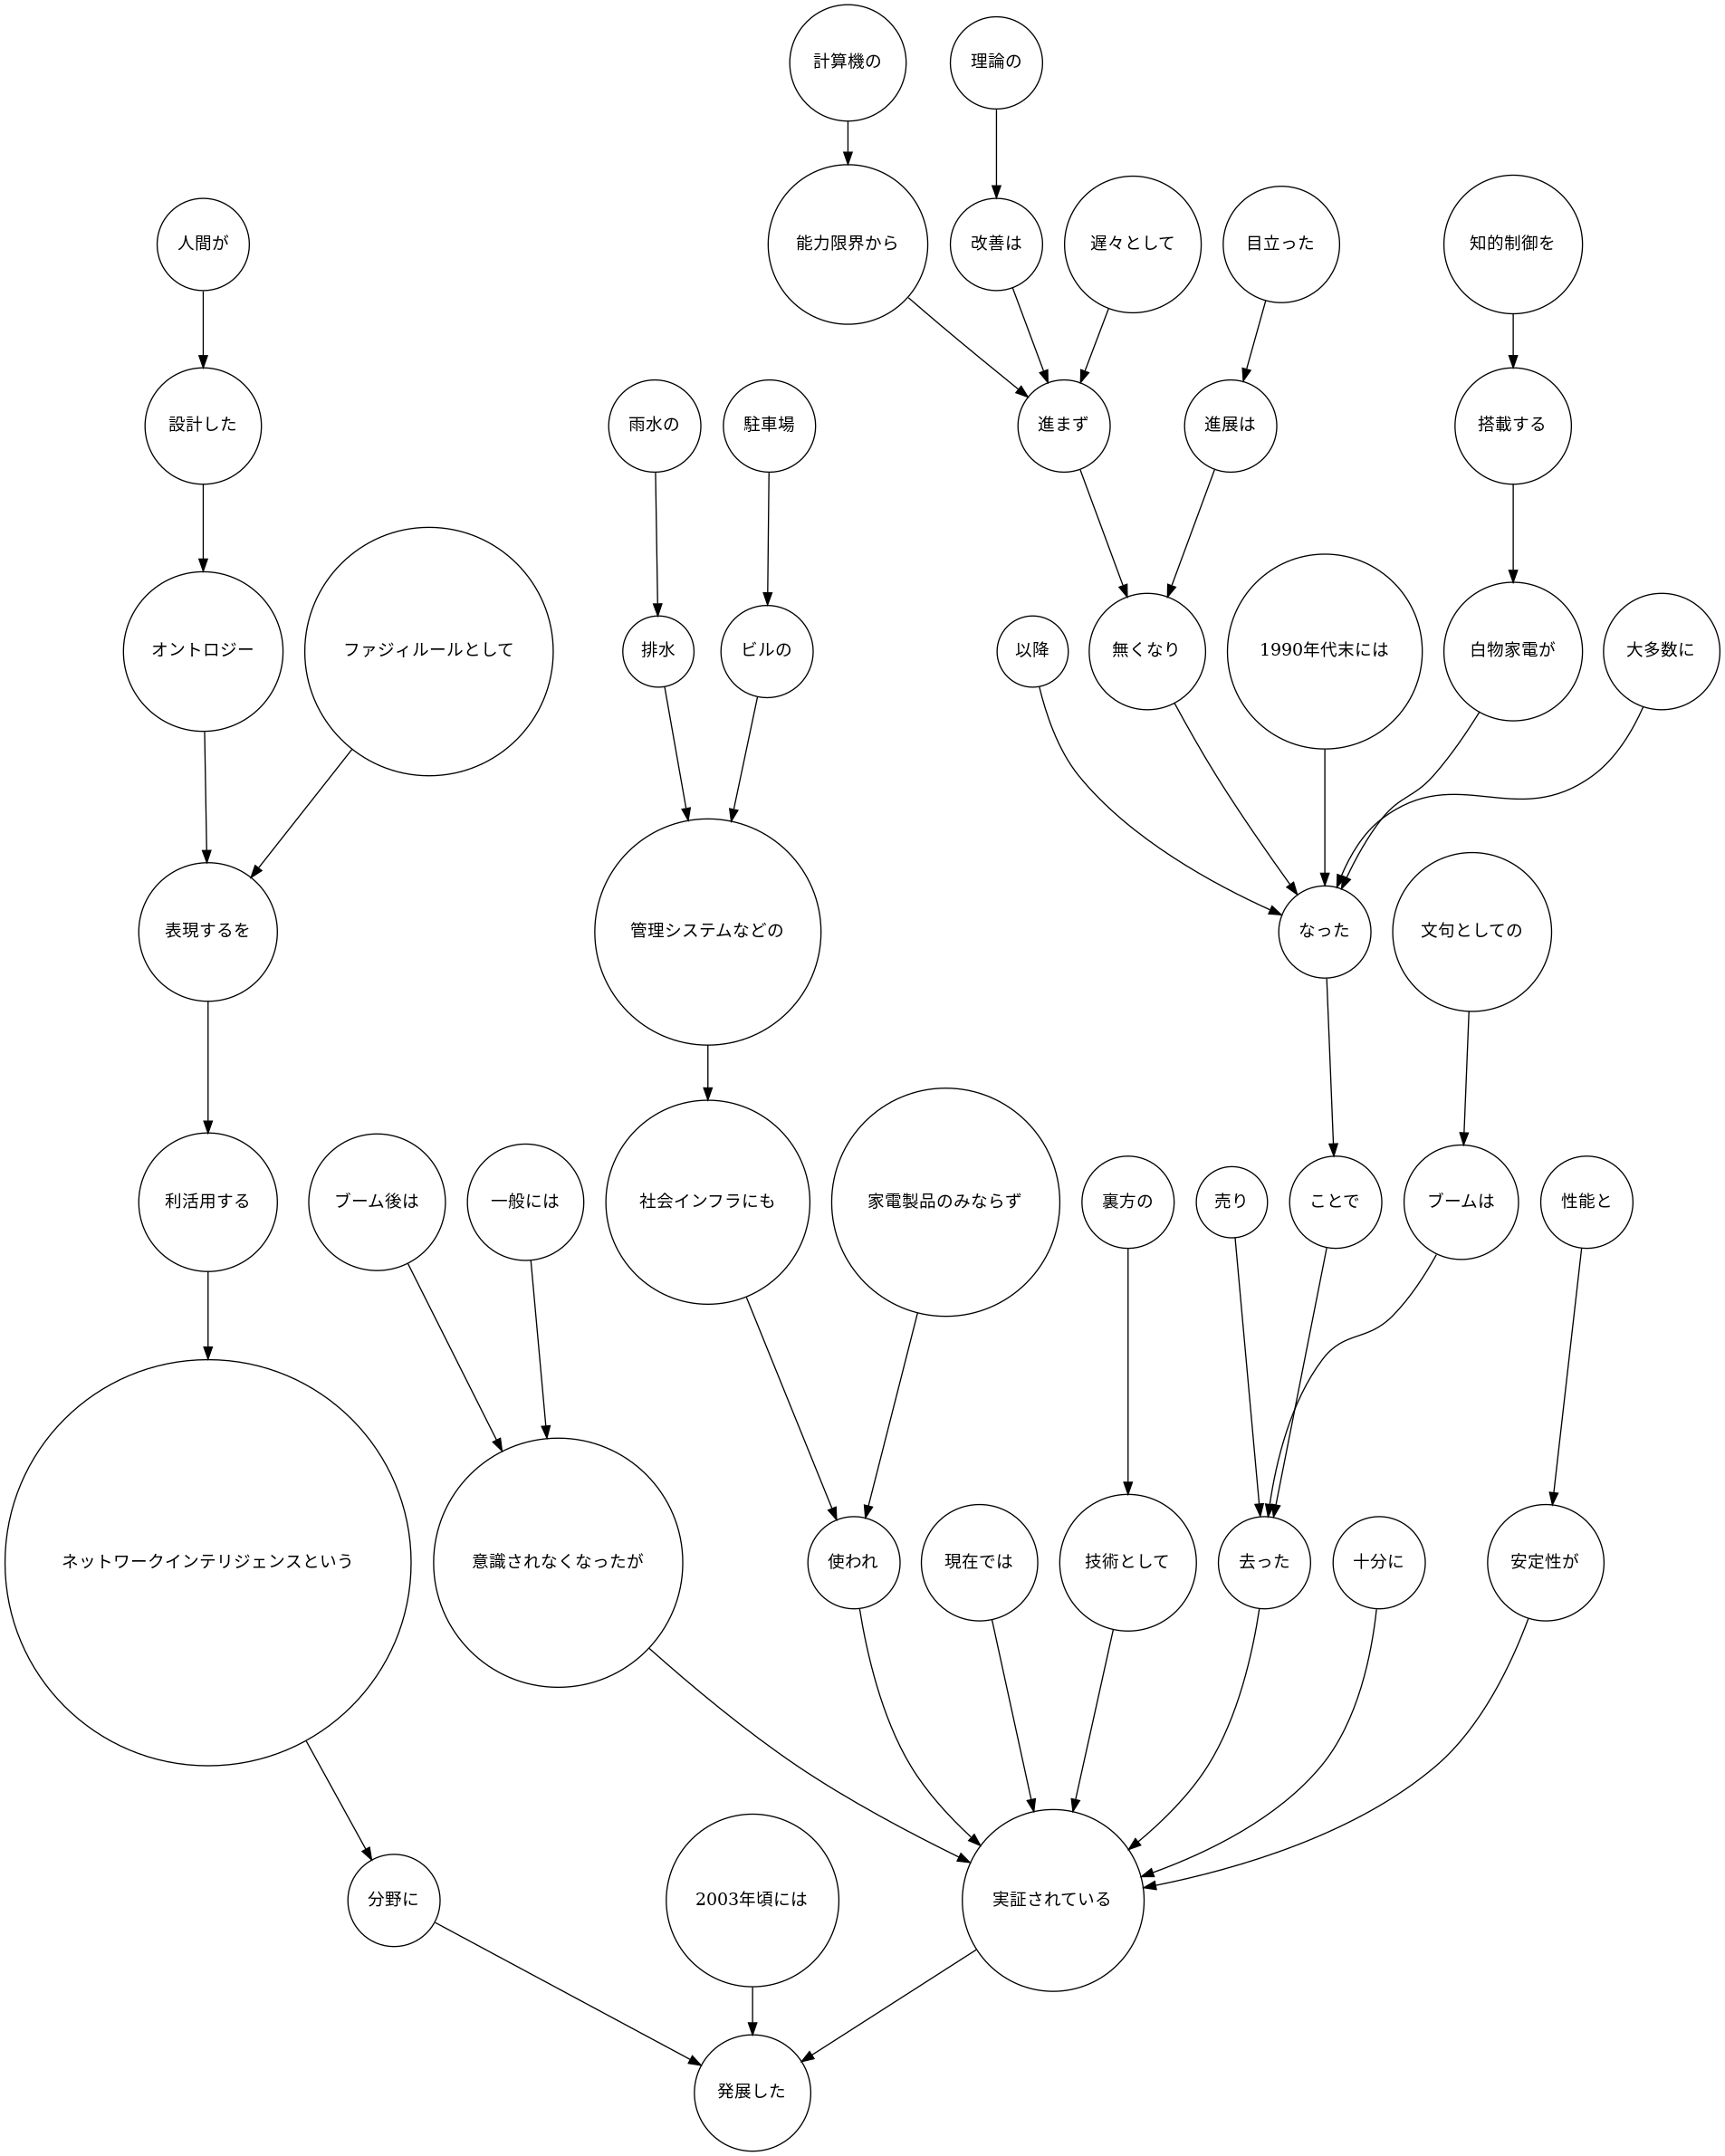 計算機の
理論の
人間が
能力限界から
改善は
遅々として
目立った
知的制御を
設計した
雨水の
駐車場
進まず
進展は
搭載する
オントロジー
ファジィルールとして
排水
ビルの
以降
無くなり
1990年代末には
白物家電が
大多数に
表現するを
管理システムなどの
なった
文句としての
利活用する
ブーム後は
一般には
社会インフラにも
家電製品のみならず
裏方の
売り
ことで
ブームは
性能と
ネットワークインテリジェンスという
意識されなくなったが
使われ
現在では
技術として
去った
十分に
安定性が
分野に
2003年頃には
実証されている
発展した